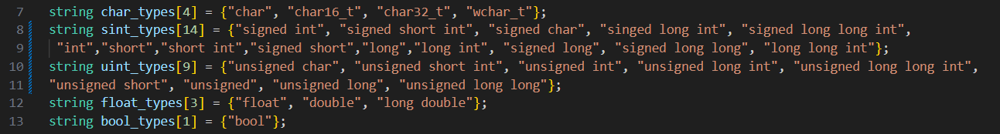 7 string char_types[4] = {"char", "char16_t", "char32_t", "wchar_t"};
8 string sint_types[14] = {"signed int", "signed short int", "signed char", "singed long int", "signed long long int",
9 "int","short","short int","signed short","long","long int", "signed long", "signed long long", "long long int"};
10 string uint_types[9] = {"unsigned char", "unsigned short int", "unsigned int", "unsigned long int", "unsigned long long int",
11 "unsigned short", "unsigned", "unsigned long", "unsigned long long"};
12 string float_types[3] = {"float", "double", "long double"};
13 string bool_types[1] = {"bool"};